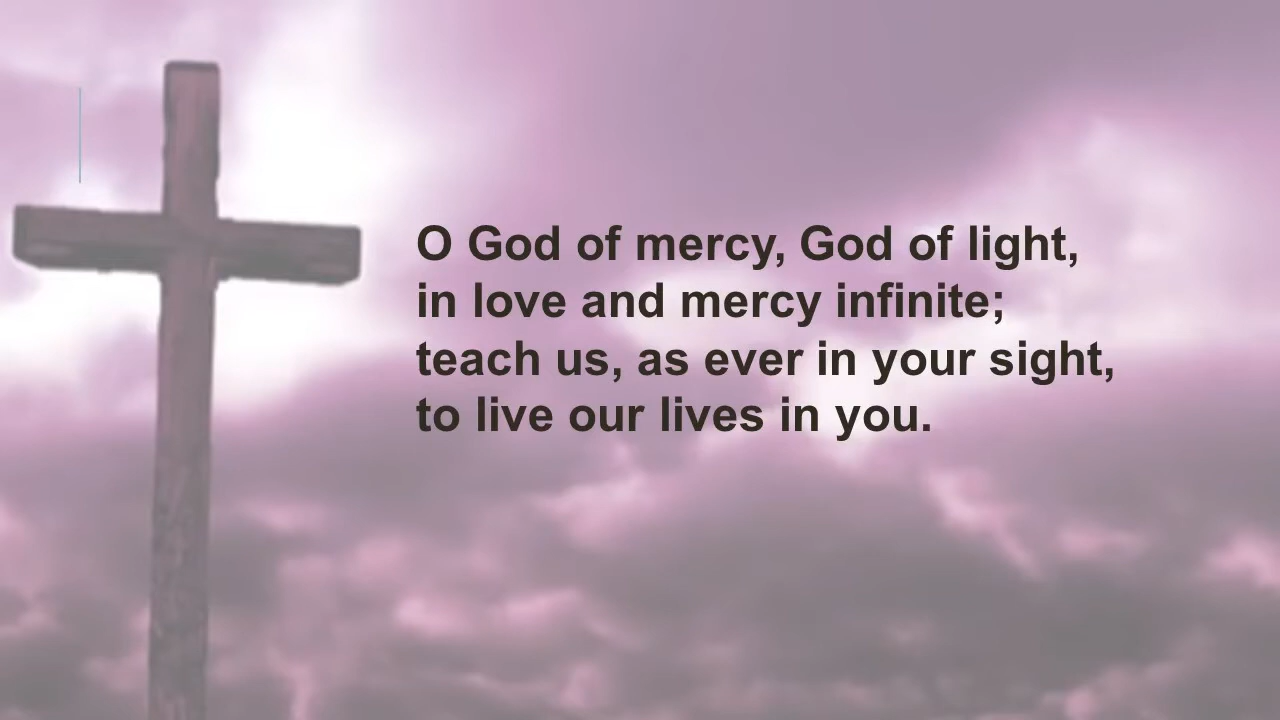 O God of mercy, God of light,
in love and mercy infinite;
teach us, as ever in your sight,
to live our lives in you.